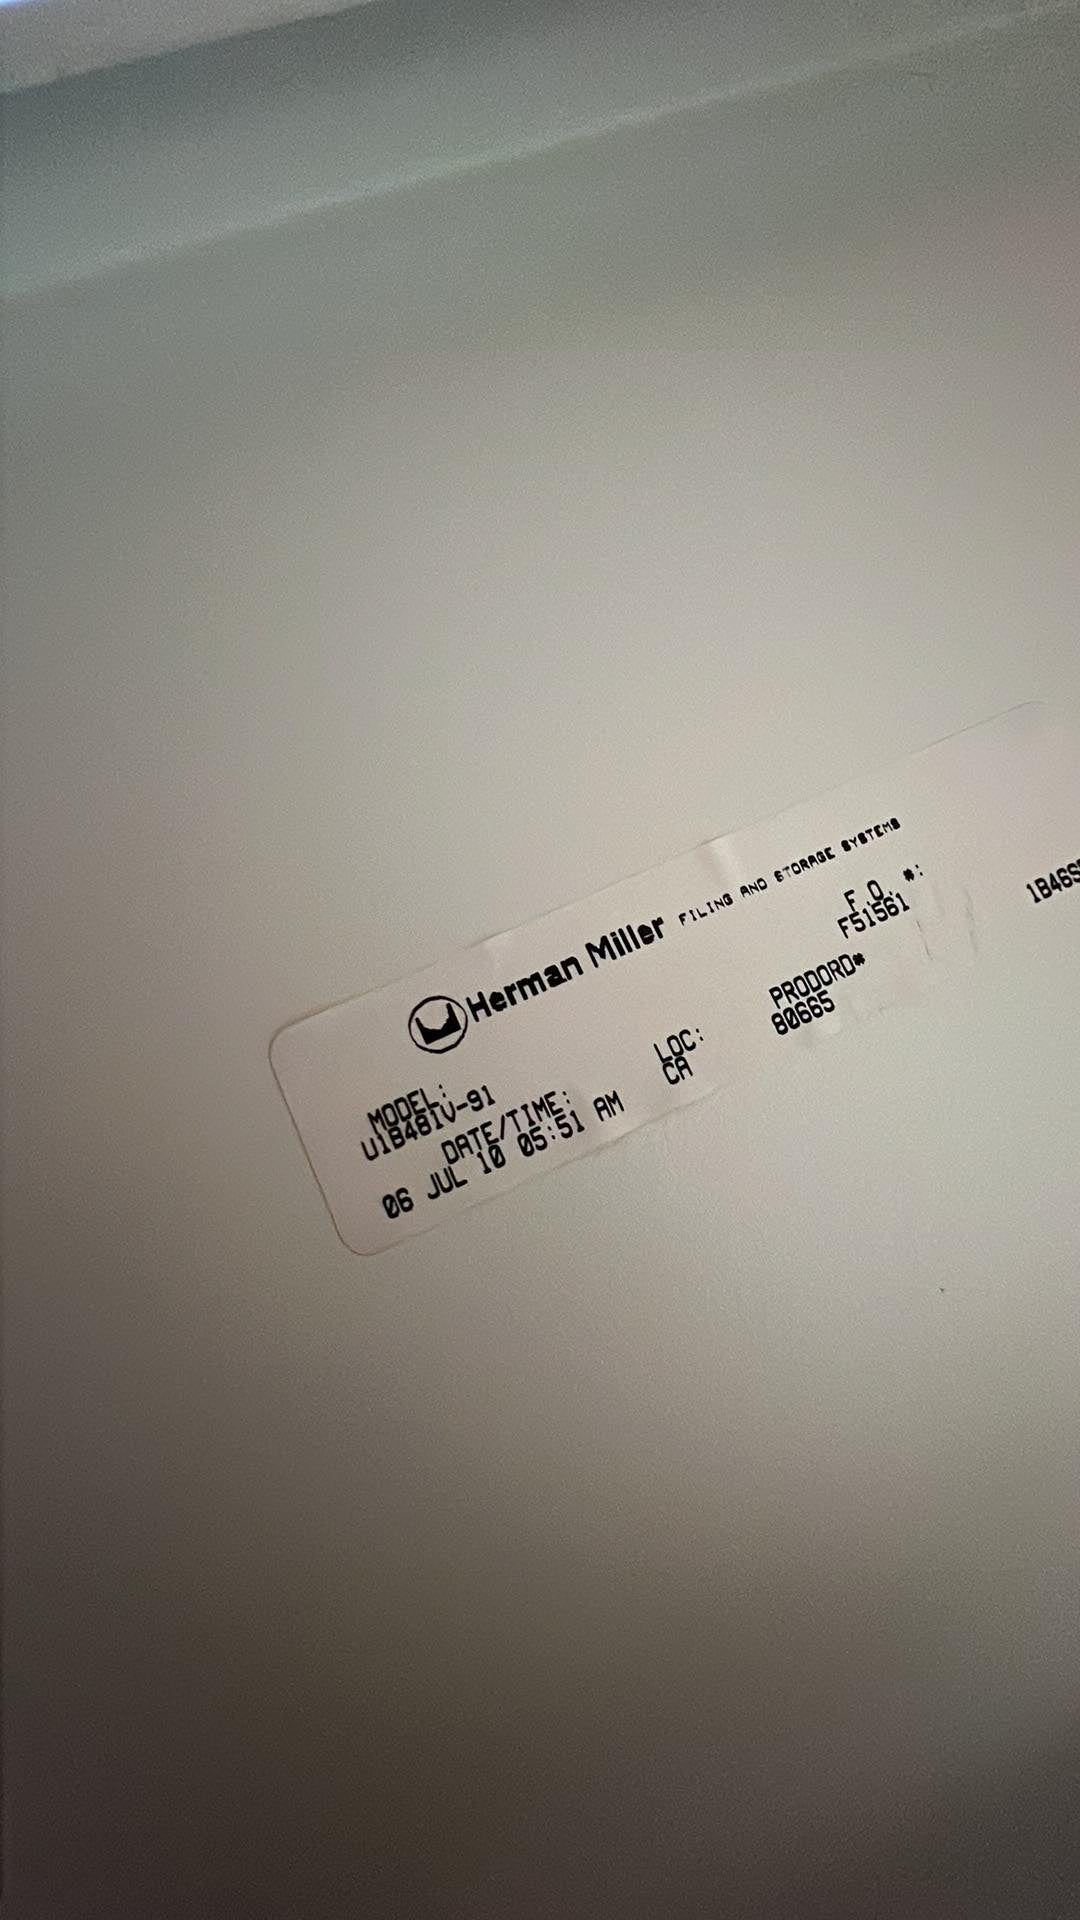 Herman Miller FILING AND STORAGE SYSTEMS
MODEL:
U1B481V-91
DATE/TIME:
06 JUL 10 05:51 AM
LOC:
CA
PRODORD#
80665
F.O. #:
F51561